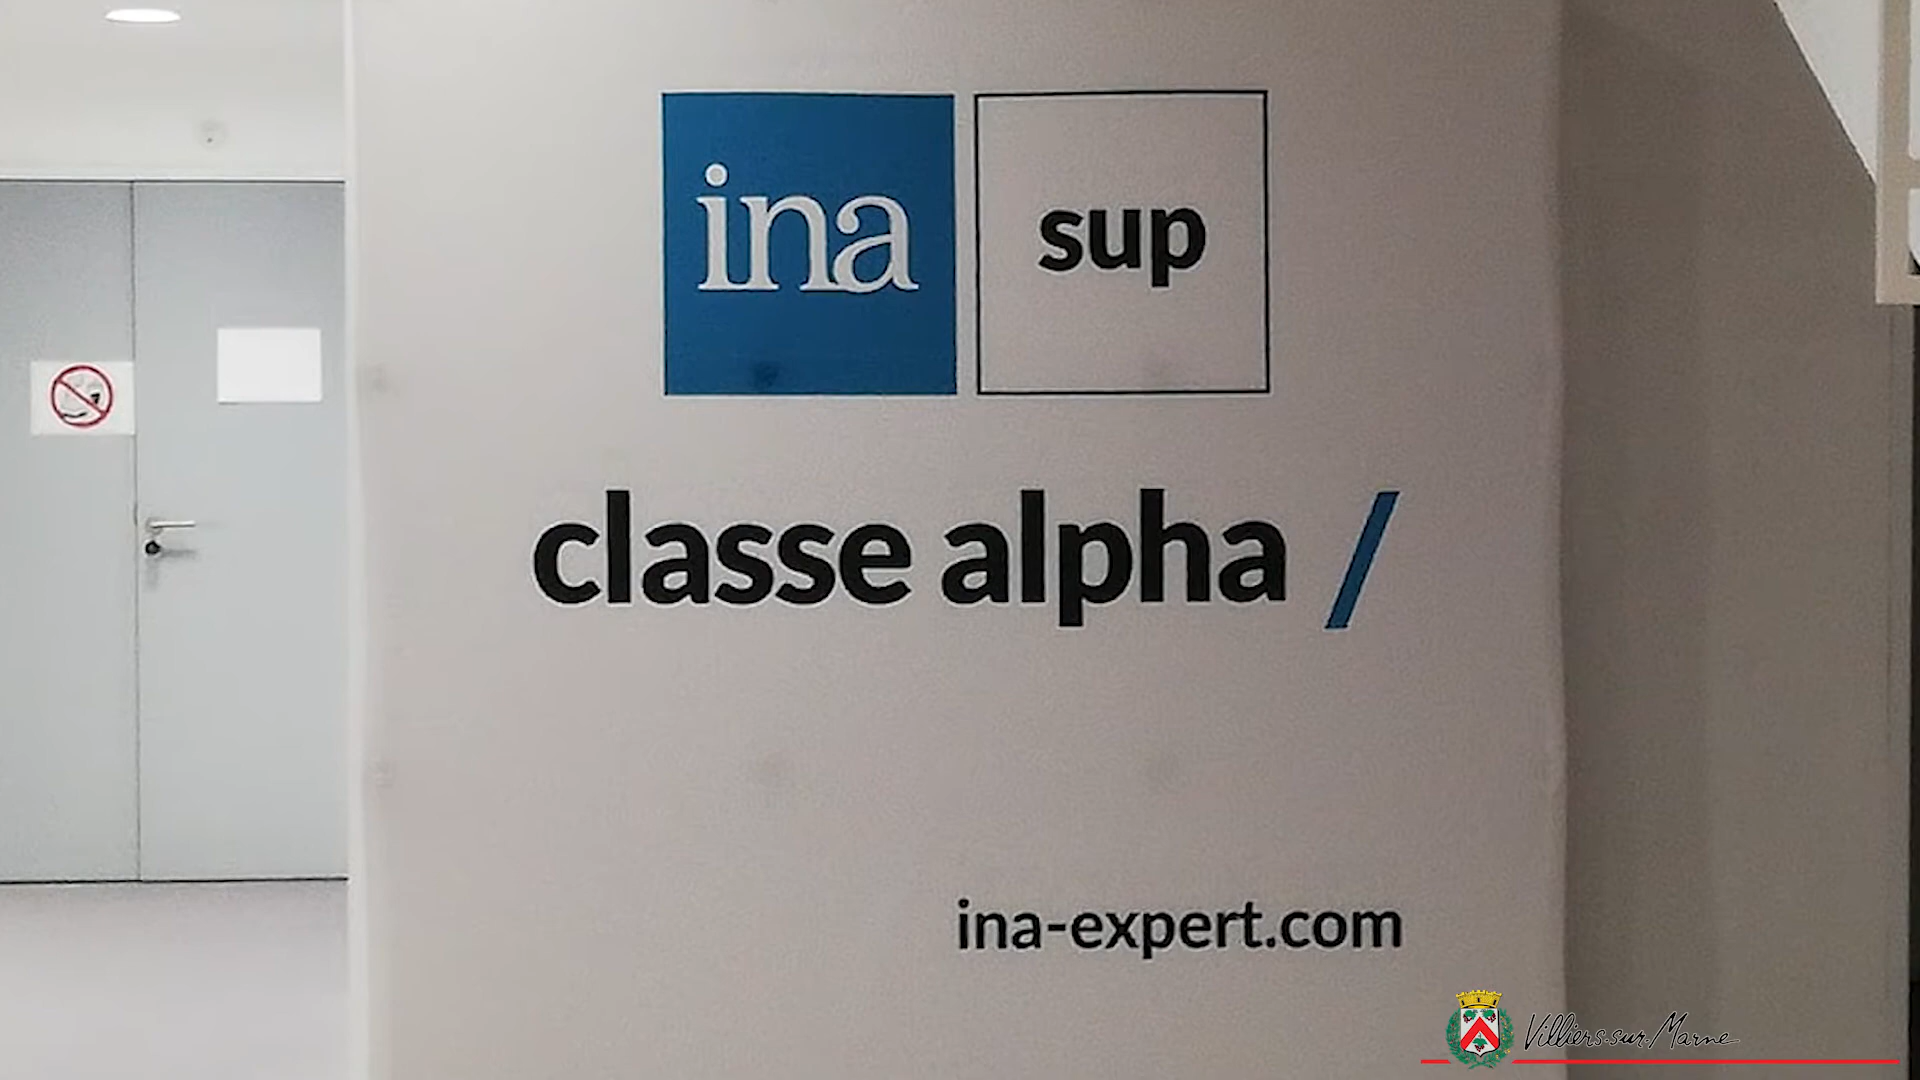 ina
sup
classe alpha /
ina-expert.com
Villiers-sur-Marne